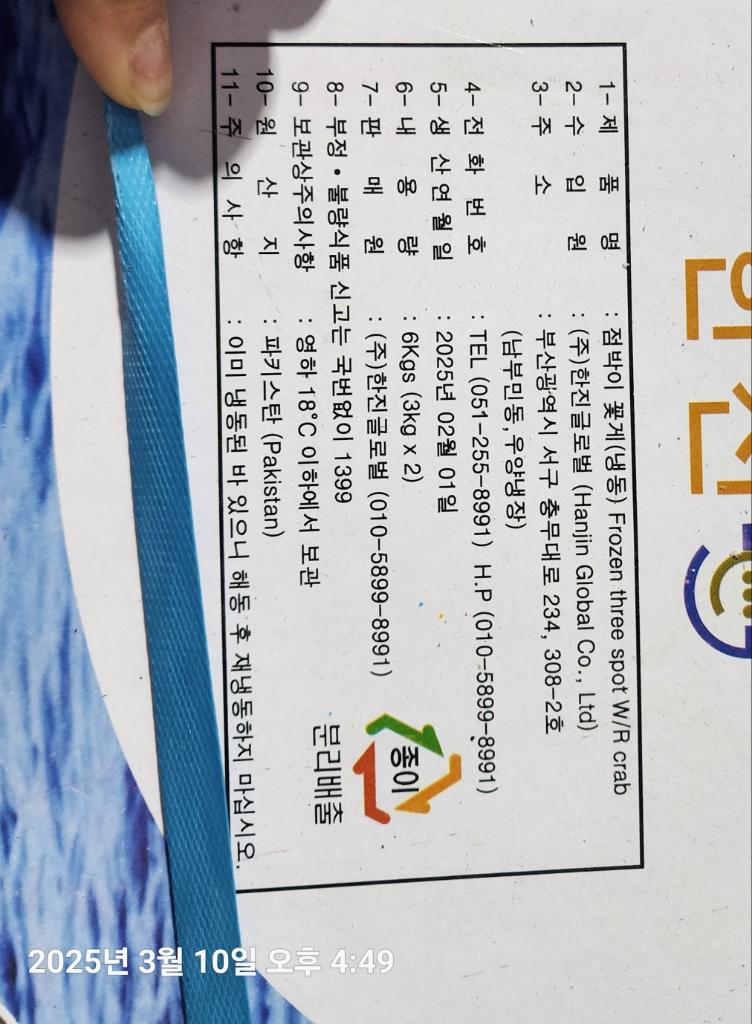 한진
1- 제 품 명 : 점박이 꽃게(냉동) Frozen three spot W/R crab
2- 수 입 원 : (주)한진글로벌 (Hanjin Global Co., Ltd)
3- 주 소 : 부산광역시 서구 충무대로 234, 308-2호
(남부민동,우양냉장)
4- 전 화 번 호 : TEL (051-255-8991) H.P (010-5899-8991)
5- 생 산 연 월 일 : 2025년 02월 01일
6- 내 용 량 : 6Kgs (3kg x 2)
7- 판 매 원 : (주)한진글로벌 (010-5899-8991)
8- 부정·불량식품 신고는 국번없이 1399
9- 보관상주의사항 : 영하 18°C 이하에서 보관
10- 원 산 지 : 파키스탄 (Pakistan)
11- 주 의 사 항 : 이미 냉동된 바 있으니 해동 후 재냉동하지 마십시오.
종이
분리배출
2025년 3월 10일 오후 4:49